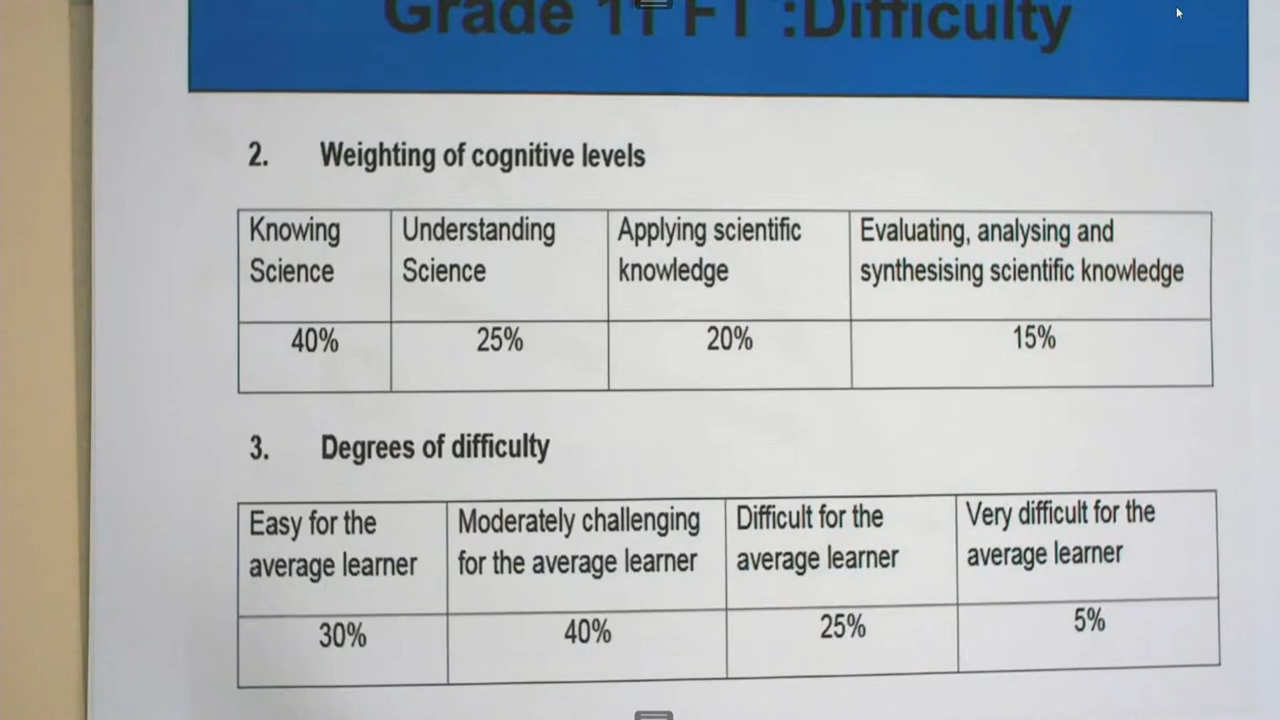 Grade 11 FT :Difficulty
2. Weighting of cognitive levels
Knowing Science
Understanding Science
Applying scientific knowledge
Evaluating, analysing and synthesising scientific knowledge
40% 25% 20% 15%
3. Degrees of difficulty
Easy for the average learner
Moderately challenging for the average learner
Difficult for the average learner
Very difficult for the average learner
30% 40% 25% 5%